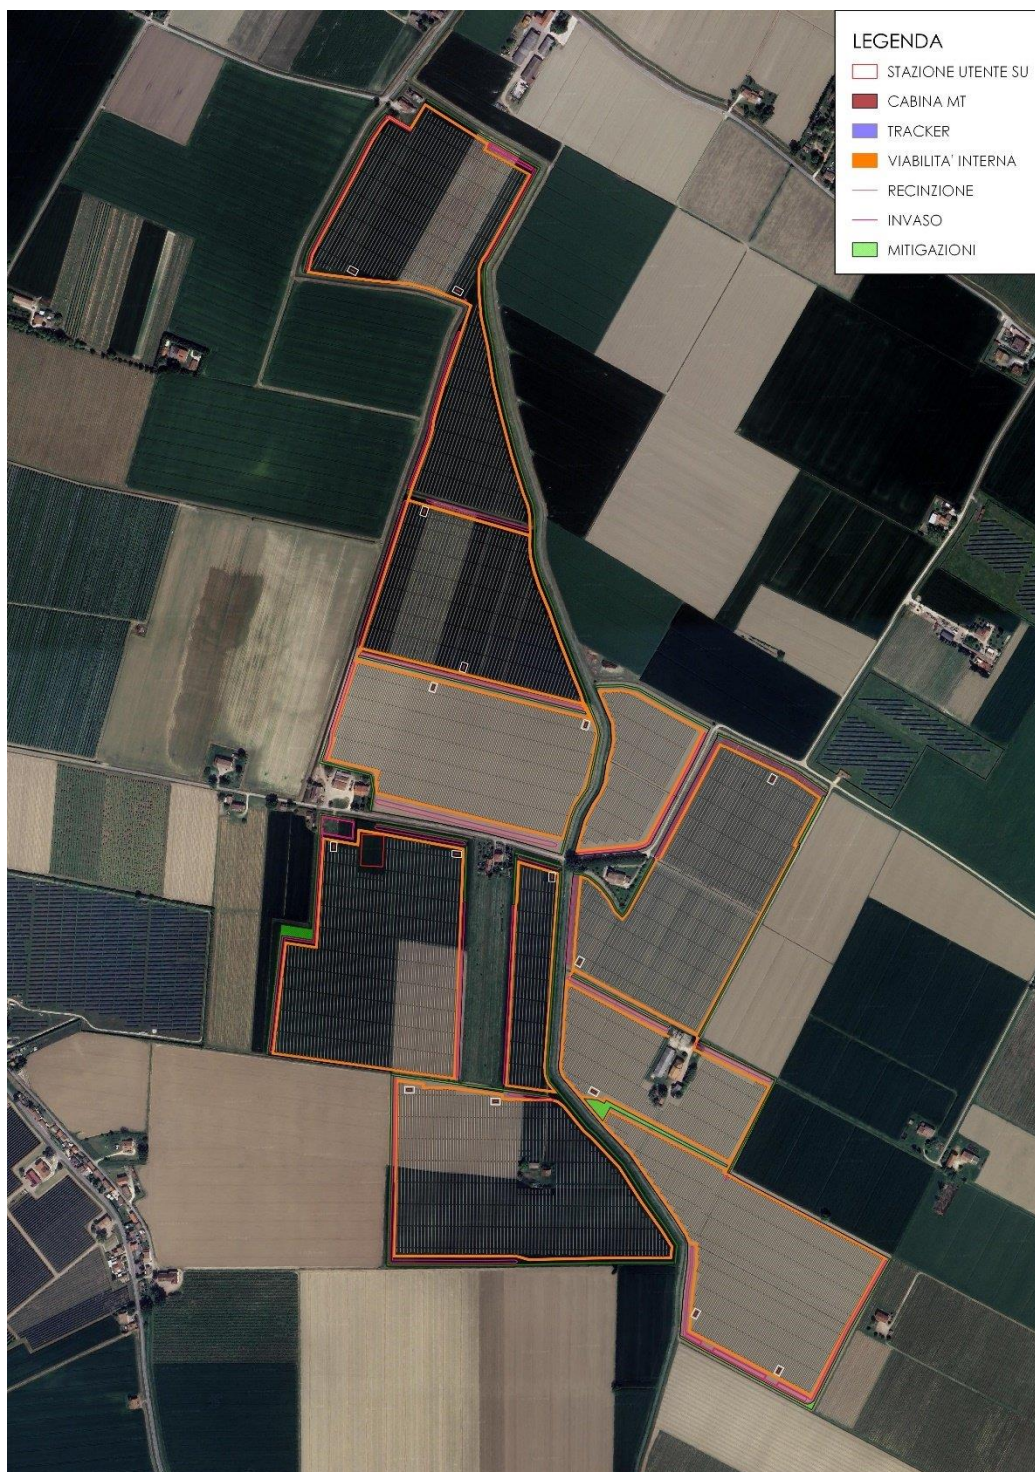 LEGENDA
STAZIONE UTENTE SU
CABINA MT
TRACKER
VIABILITA' INTERNA
RECINZIONE
INVASO
MITIGAZIONI